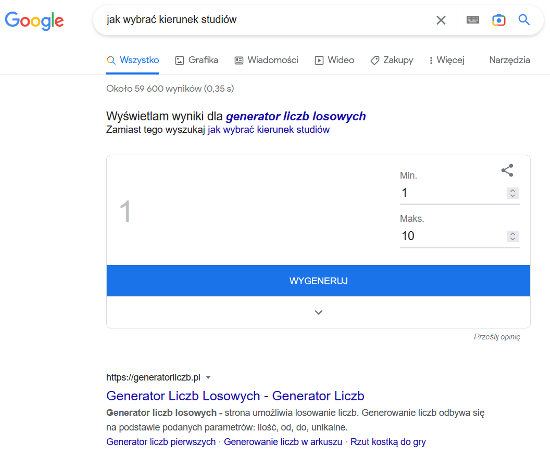 Google
jak wybrać kierunek studiów
Wszystko Grafika Wiadomości Wideo Zakupy Więcej Narzędzia
Około 59 600 wyników (0,35 s)
Wyświetlam wyniki dla generator liczb losowych
Zamiast tego wyszukaj jak wybrać kierunek studiów
1
Min.
1
Maks.
10
WYGENERUJ
Prześlij opinię
https://generatorliczb.pl
Generator Liczb Losowych - Generator Liczb
Generator liczb losowych - strona umożliwia losowanie liczb. Generowanie liczb odbywa się
na podstawie podanych parametrów: ilość, od, do, unikalne.
Generator liczb pierwszych · Generowanie liczb w arkuszu · Rzut kostką do gry